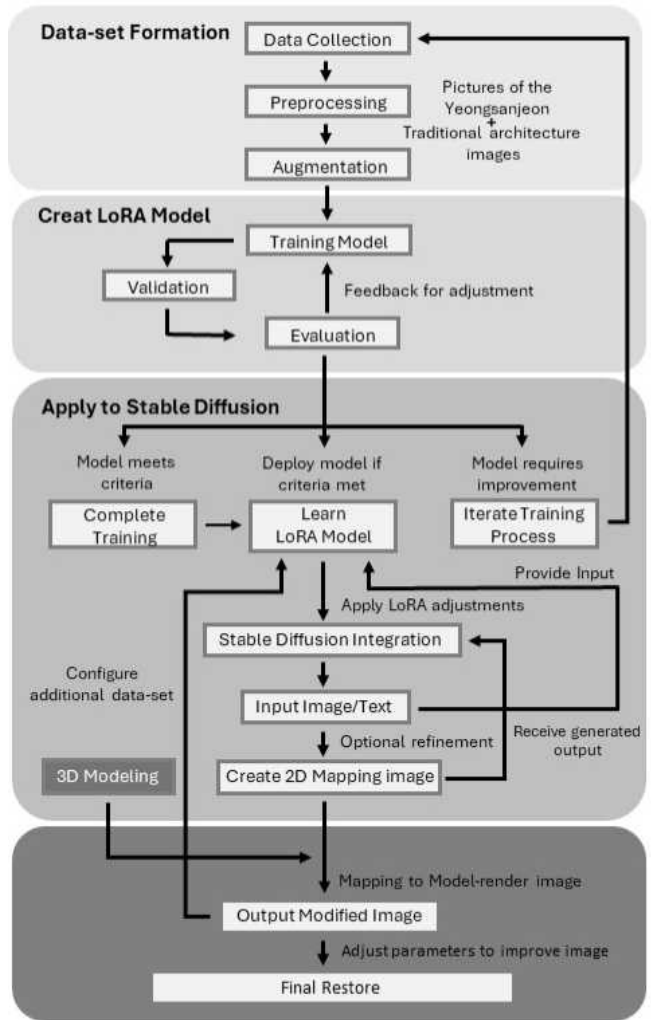 Data-set Formation
Data Collection
Preprocessing
Pictures of the
Yeongsanjeon
+
Traditional architecture
images
Augmentation
Creat LoRA Model
Training Model
Validation
Feedback for adjustment
Evaluation
Apply to Stable Diffusion
Model meets
criteria
Deploy model if
criteria met
Model requires
improvement
Complete
Training
Learn
LoRA Model
Iterate Training
Process
Provide Input
Apply LoRA adjustments
Stable Diffusion Integration
Configure
additional data-set
Input Image/Text
Optional refinement
Receive generated
output
3D Modeling
Create 2D Mapping image
Mapping to Model-render image
Output Modified Image
Adjust parameters to improve image
Final Restore